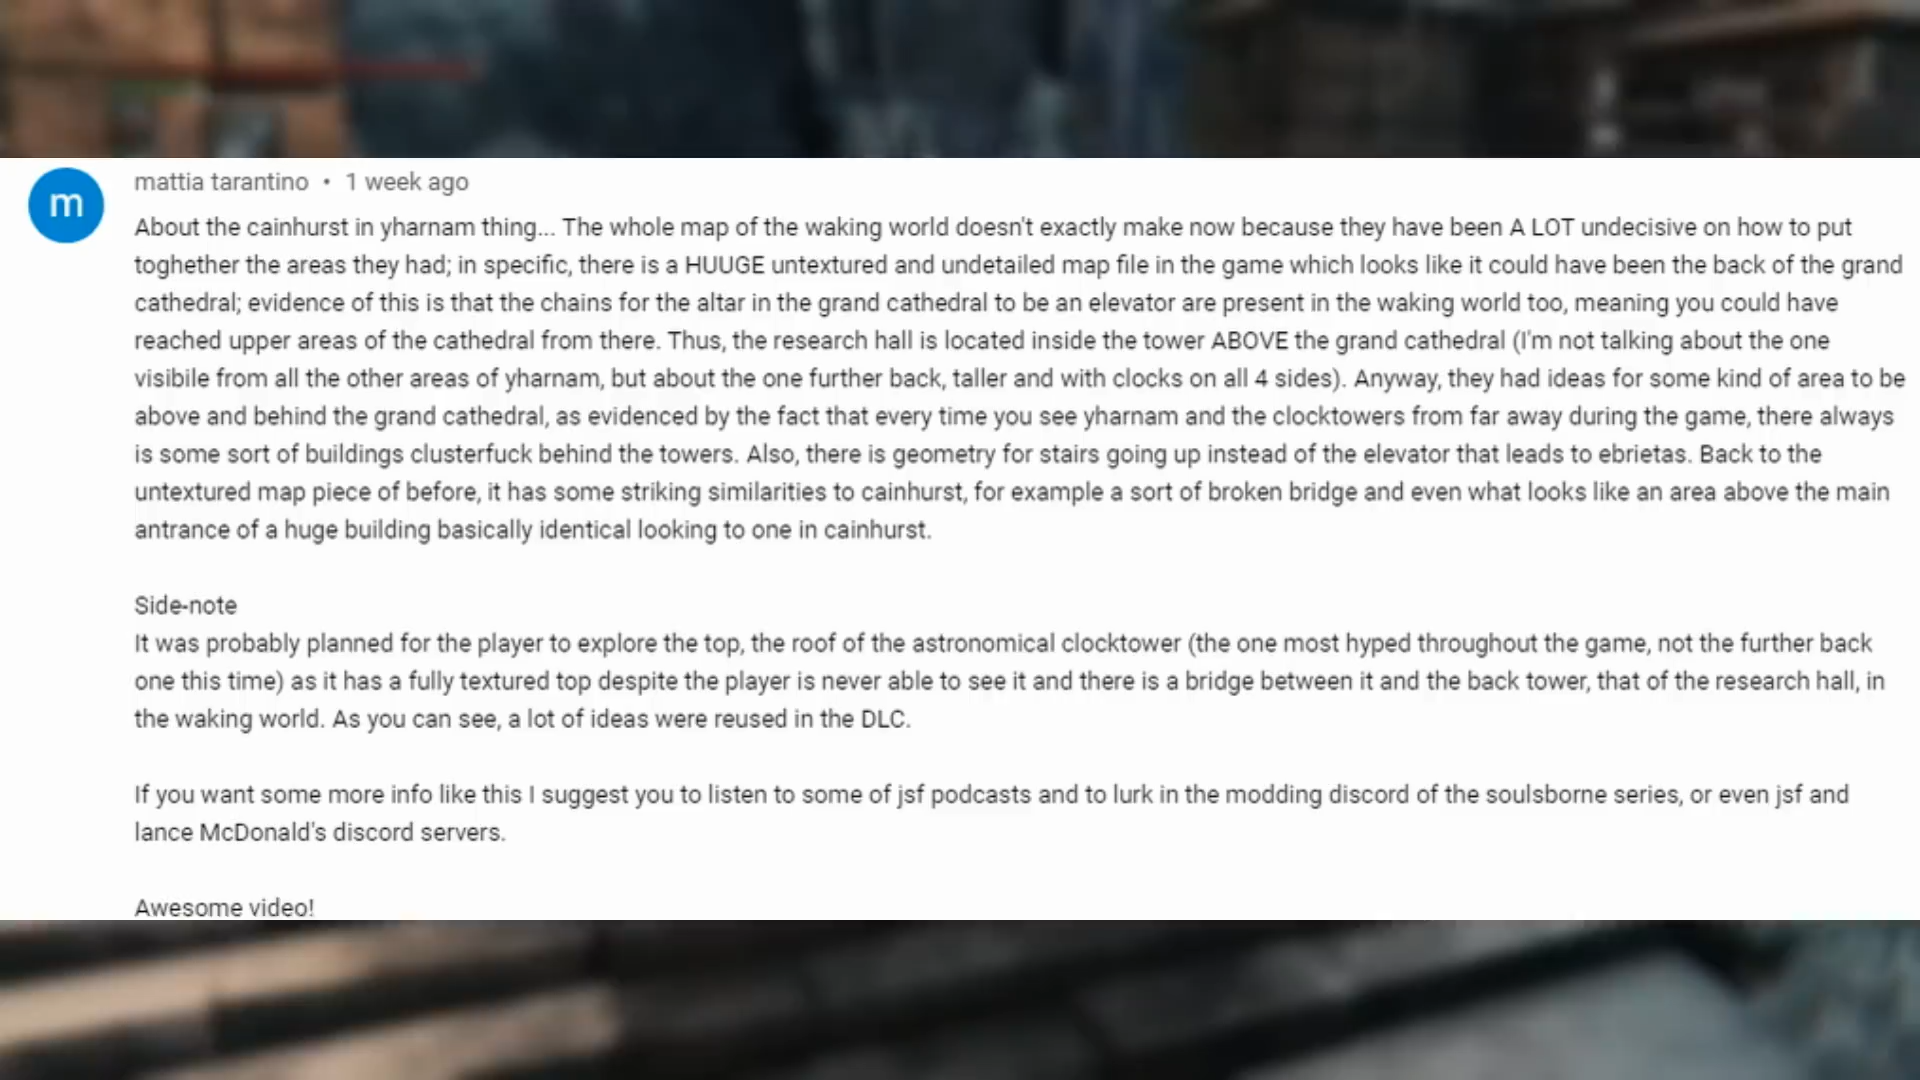 m
mattia tarantino • 1 week ago
About the cainhurst in yharnam thing... The whole map of the waking world doesn't exactly make now because they have been A LOT undecisive on how to put
toghether the areas they had; in specific, there is a HUUGE untextured and undetailed map file in the game which looks like it could have been the back of the grand
cathedral; evidence of this is that the chains for the altar in the grand cathedral to be an elevator are present in the waking world too, meaning you could have
reached upper areas of the cathedral from there. Thus, the research hall is located inside the tower ABOVE the grand cathedral (I'm not talking about the one
visibile from all the other areas of yharnam, but about the one further back, taller and with clocks on all 4 sides). Anyway, they had ideas for some kind of area to be
above and behind the grand cathedral, as evidenced by the fact that every time you see yharnam and the clocktowers from far away during the game, there always
is some sort of buildings clusterfuck behind the towers. Also, there is geometry for stairs going up instead of the elevator that leads to ebrietas. Back to the
untextured map piece of before, it has some striking similarities to cainhurst, for example a sort of broken bridge and even what looks like an area above the main
antrance of a huge building basically identical looking to one in cainhurst.
Side-note
It was probably planned for the player to explore the top, the roof of the astronomical clocktower (the one most hyped throughout the game, not the further back
one this time) as it has a fully textured top despite the player is never able to see it and there is a bridge between it and the back tower, that of the research hall, in
the waking world. As you can see, a lot of ideas were reused in the DLC.
If you want some more info like this I suggest you to listen to some of jsf podcasts and to lurk in the modding discord of the soulsborne series, or even jsf and
lance McDonald's discord servers.
Awesome video!